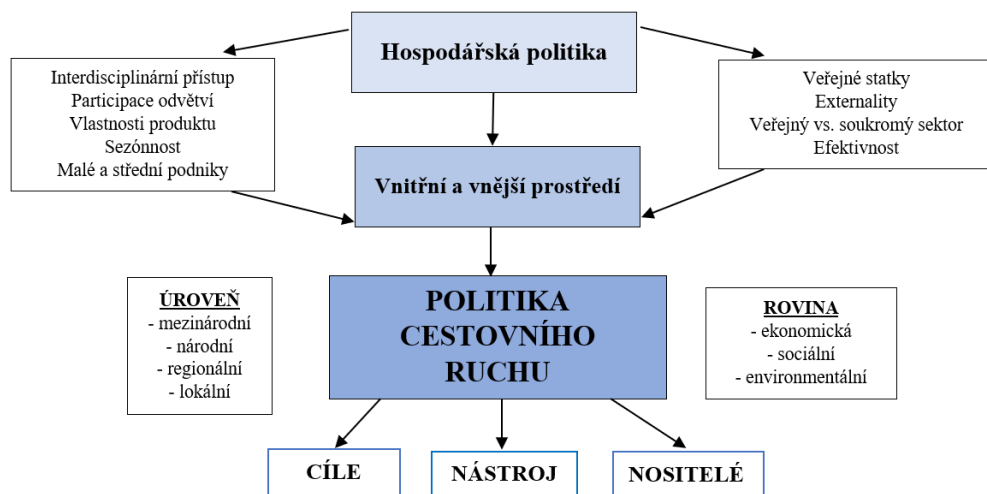 Hospodářská politika
Interdisciplinární přístup
Participace odvětví
Vlastnosti produktu
Sezónnost
Malé a střední podniky
Veřejné statky
Externality
Veřejný vs. soukromý sektor
Efektivnost
Vnitřní a vnější prostředí
ÚROVEŇ
- mezinárodní
- národní
- regionální
- lokální
POLITIKA
CESTOVNÍHO
RUCHU
ROVINA
- ekonomická
- sociální
- environmentální
CÍLE
NÁSTROJ
NOSITELÉ